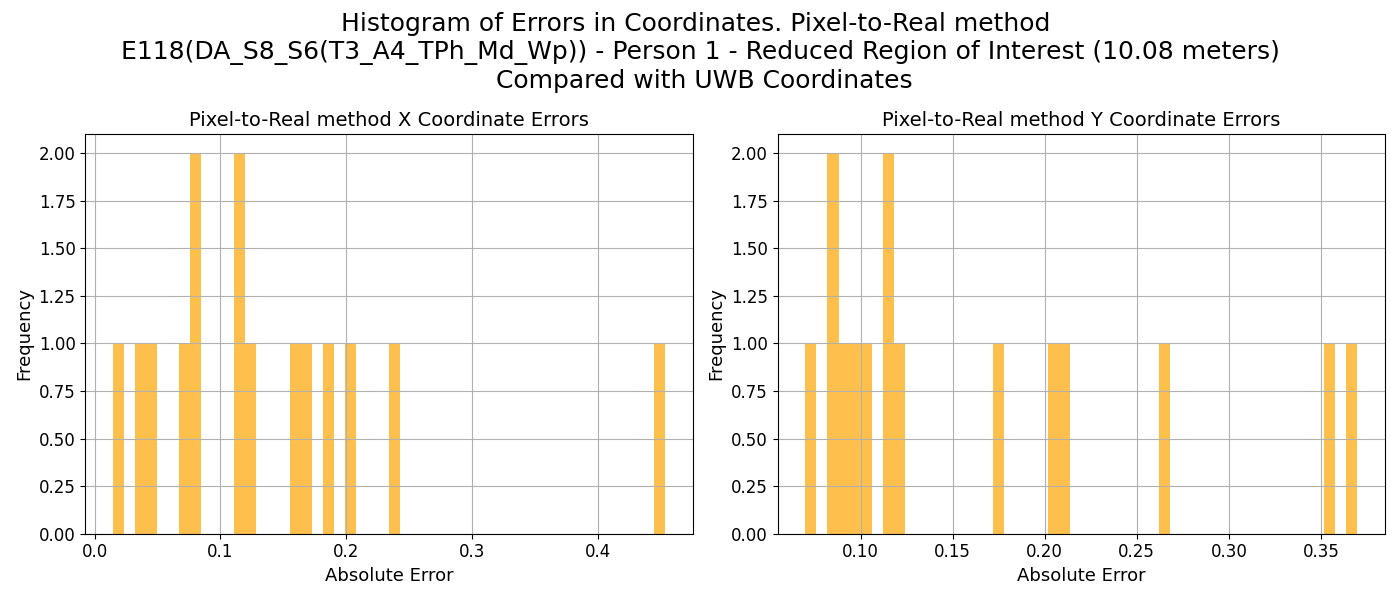 Histogram of Errors in Coordinates. Pixel-to-Real method
E118(DA_S8_S6(T3_A4_TPh_Md_Wp)) - Person 1 - Reduced Region of Interest (10.08 meters)
Compared with UWB Coordinates
Pixel-to-Real method X Coordinate Errors
2.00
1.75
1.50
1.25
1.00
0.75
0.50
0.25
0.00
Frequency
0.0 0.1 0.2 0.3 0.4
Absolute Error
Pixel-to-Real method Y Coordinate Errors
2.00
1.75
1.50
1.25
1.00
0.75
0.50
0.25
0.00
Frequency
0.10 0.15 0.20 0.25 0.30 0.35
Absolute Error